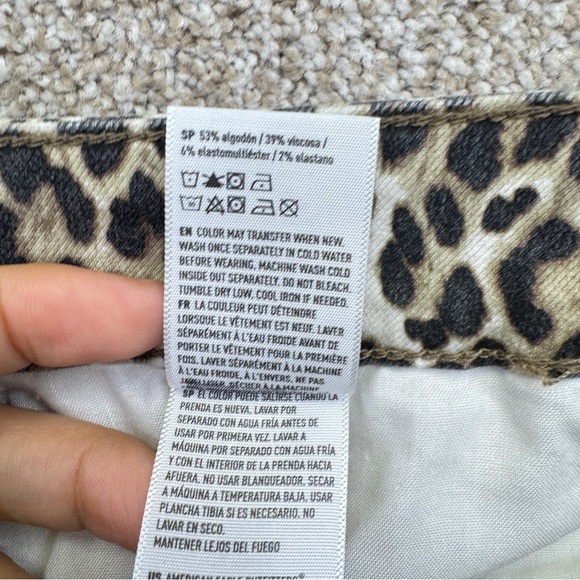 SP 53% algodón / 39% viscosa /
4% elastomultiéster / 2% elastano
EN COLOR MAY TRANSFER WHEN NEW.
WASH ONCE SEPARATELY IN COLD WATER
BEFORE WEARING. MACHINE WASH COLD
INSIDE OUT SEPARATELY. DO NOT BLEACH.
TUMBLE DRY LOW. COOL IRON IF NEEDED.
FR LA COULEUR PEUT DÉTEINDRE
LORSQUE LE VÊTEMENT EST NEUF. LAVER
SÉPARÉMENT À L'EAU FROIDE AVANT DE
PORTER LE VÊTEMENT POUR LA PREMIÈRE
FOIS. LAVER SÉPARÉMENT À LA MACHINE
À L'EAU FROIDE, À L'ENVERS. NE PAS
SP EL COLOR PUEDE SALIRSE CUANDO LA
PRENDA ES NUEVA. LAVAR POR
SEPARADO CON AGUA FRÍA ANTES DE
USAR POR PRIMERA VEZ. LAVAR A
MÁQUINA POR SEPARADO CON AGUA FRÍA
Y CON EL INTERIOR DE LA PRENDA HACIA
AFUERA. NO USAR BLANQUEADOR. SECAR
A MÁQUINA A TEMPERATURA BAJA. USAR
PLANCHA TIBIA SI ES NECESARIO. NO
LAVAR EN SECO.
MANTENER LEJOS DEL FUEGO
US AMERICAN EAGLE OUTFITTERS®